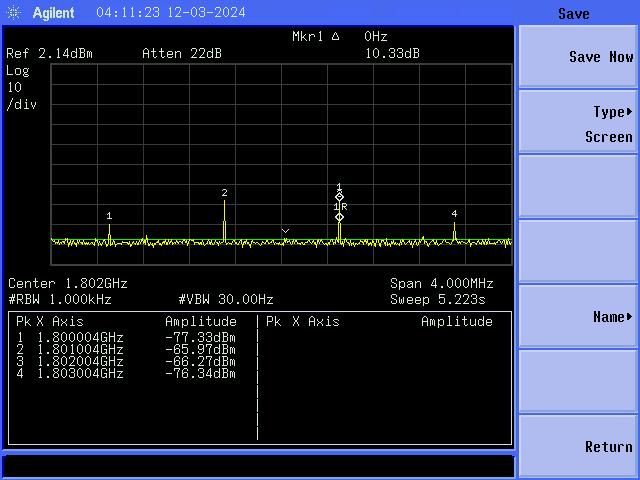 Agilent 04:11:23 12-03-2024 Save
Mkr1 Δ 0Hz
Ref 2.14dBm Atten 22dB 10.33dB
Log
10
/div
1
2
1
1R
4
Center 1.802GHz Span 4.000MHz
#RBW 1.000kHz #VBW 30.00Hz Sweep 5.223s
Pk X Axis Amplitude Pk X Axis Amplitude
1 1.800004GHz -77.33dBm
2 1.801004GHz -65.97dBm
3 1.802004GHz -66.27dBm
4 1.803004GHz -76.34dBm
Save Now
Type
Screen
Name
Return